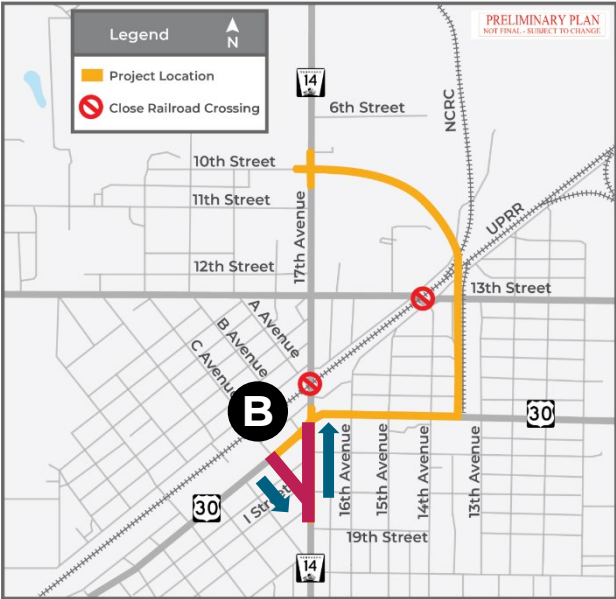 Legend
N
Project Location
Close Railroad Crossing
PRELIMINARY PLAN
NOT FINAL - SUBJECT TO CHANGE
14
6th Street
NCRC
10th Street
11th Street
17th Avenue
UPRR
12th Street
13th Street
A Avenue
B Avenue
C Avenue
B
30
16th Avenue
15th Avenue
14th Avenue
13th Avenue
30
I Street
19th Street
14